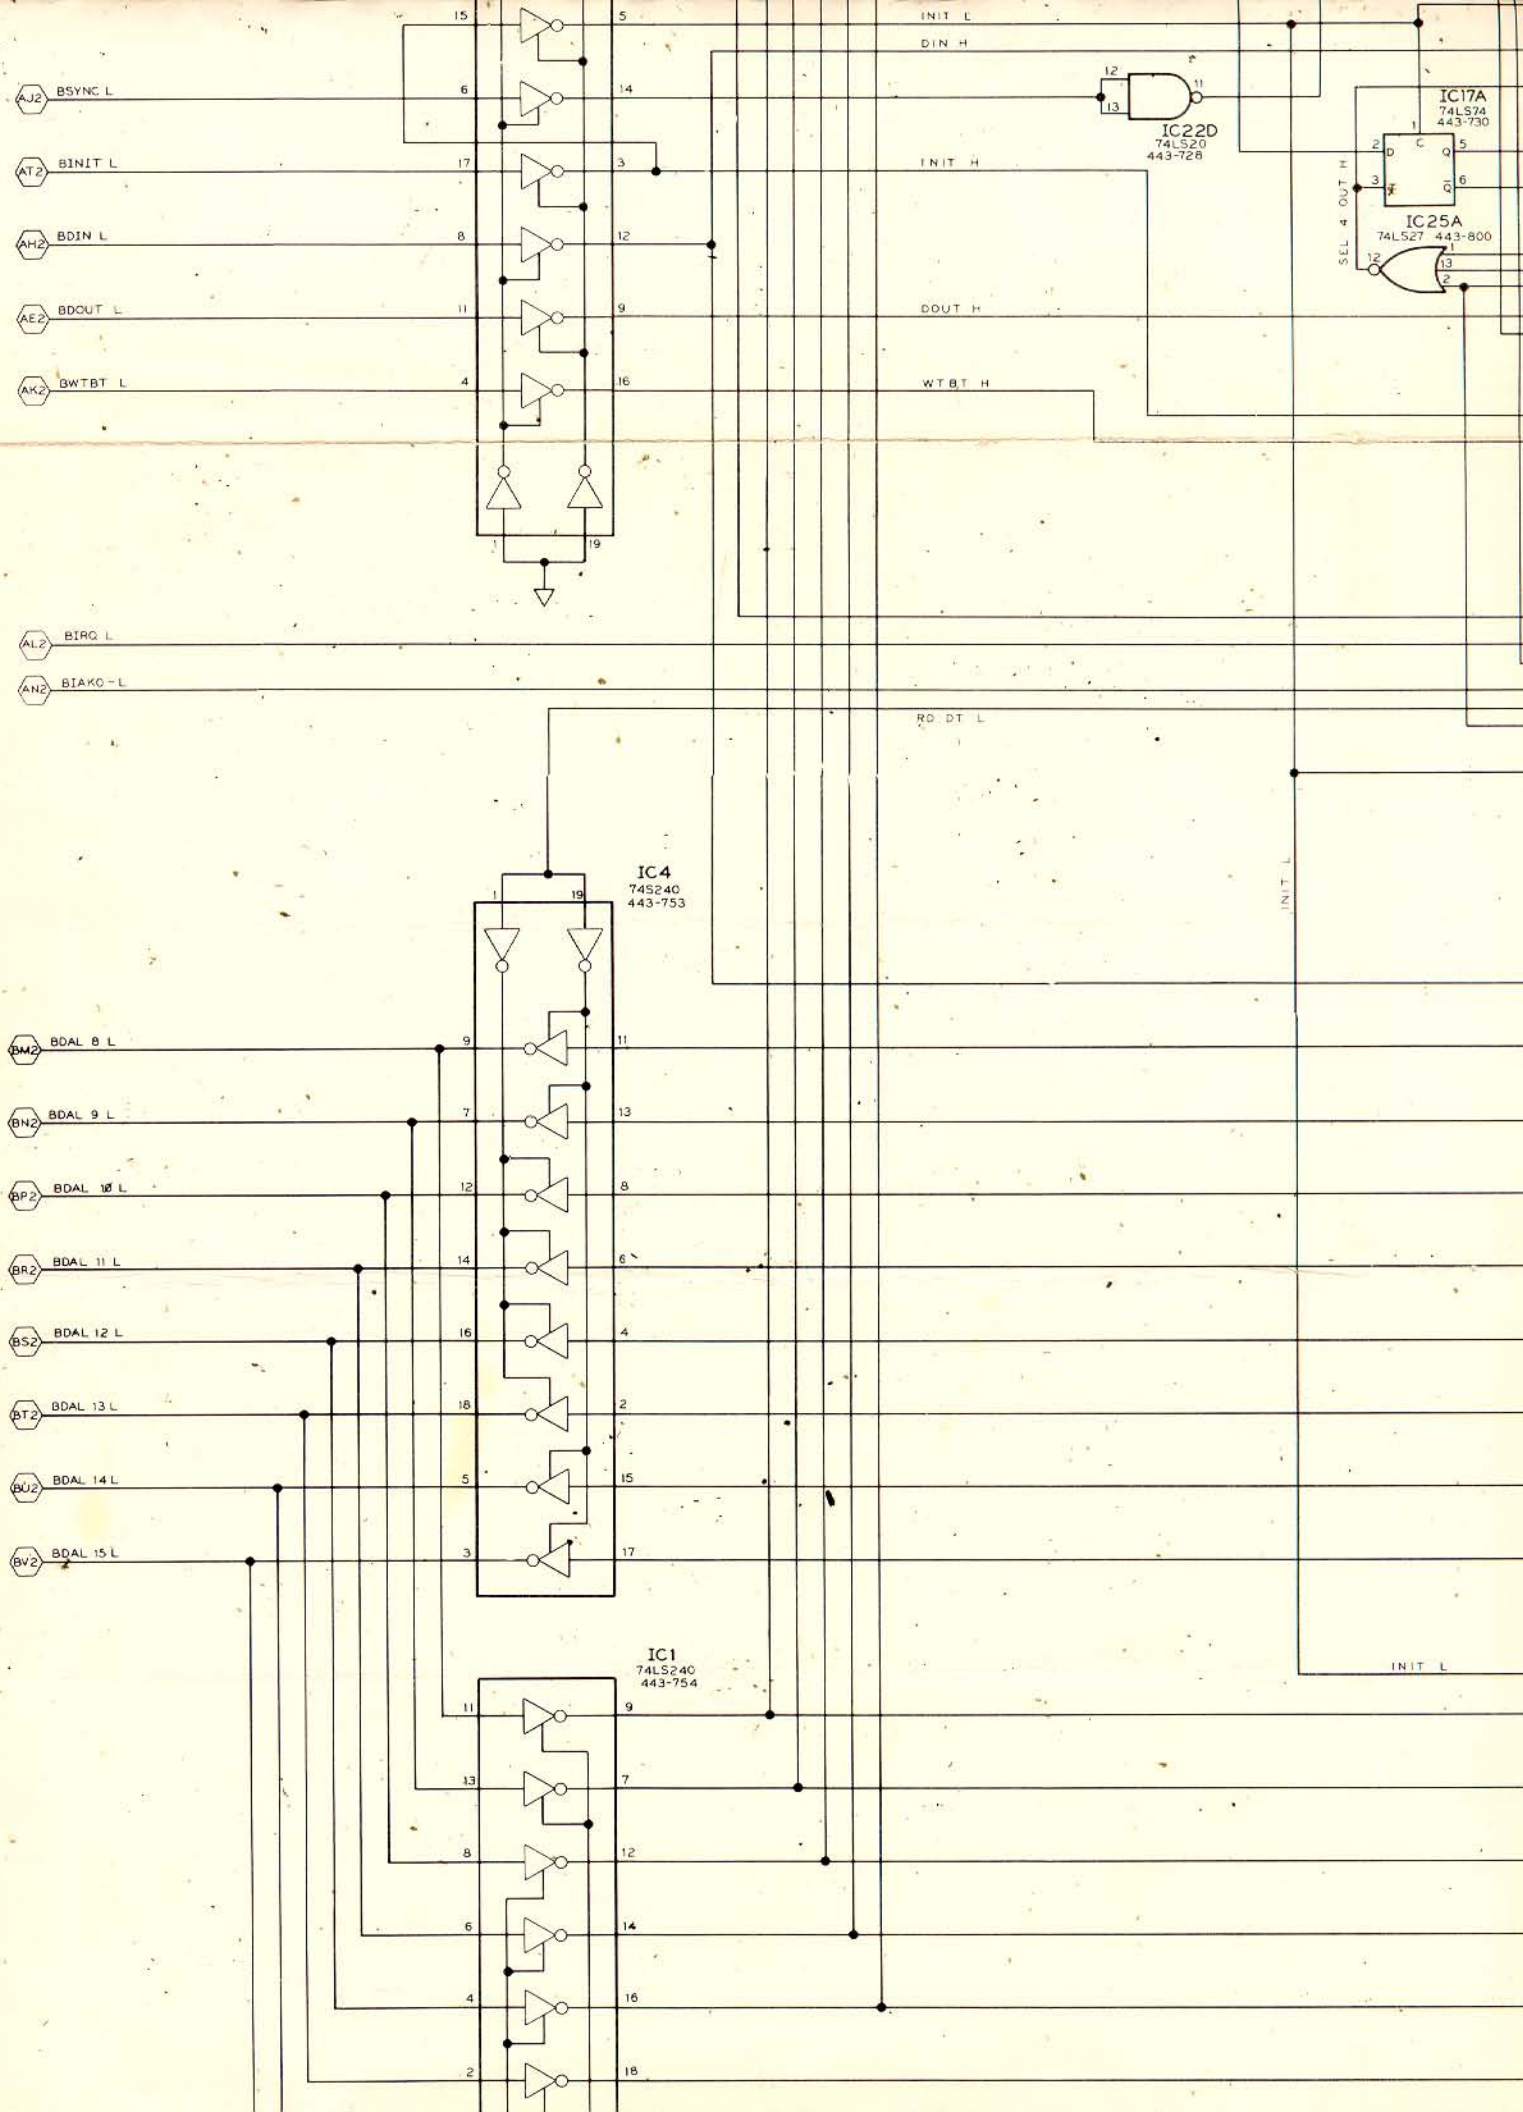 15
5
INIT L
DIN H
AJ2
BSYNC L
6
14
12
13
11
IC22D
74LS20
443-728
IC17A
74LS74
443-730
1
2
D
C
Q
5
3
Q
6
SEL 4 OUT H
AT2
BINIT L
17
3
INIT H
IC25A
74LS27 443-800
12
1
13
2
AH2
BDIN L
8
12
AE2
BDOUT L
11
9
DOUT H
AK2
BWTBT L
4
16
WTBT H
1
19
AL2
BIRQ L
AN2
BIAKO-L
RD DT L
IC4
74S240
443-753
1
19
INIT L
BM2
BDAL 8 L
9
11
BN2
BDAL 9 L
7
13
BP2
BDAL 10 L
12
8
BR2
BDAL 11 L
14
6
BS2
BDAL 12 L
16
4
BT2
BDAL 13 L
18
2
BU2
BDAL 14 L
5
15
BV2
BDAL 15 L
3
17
IC1
74LS240
443-754
INIT L
11
9
13
7
8
12
6
14
4
16
2
18